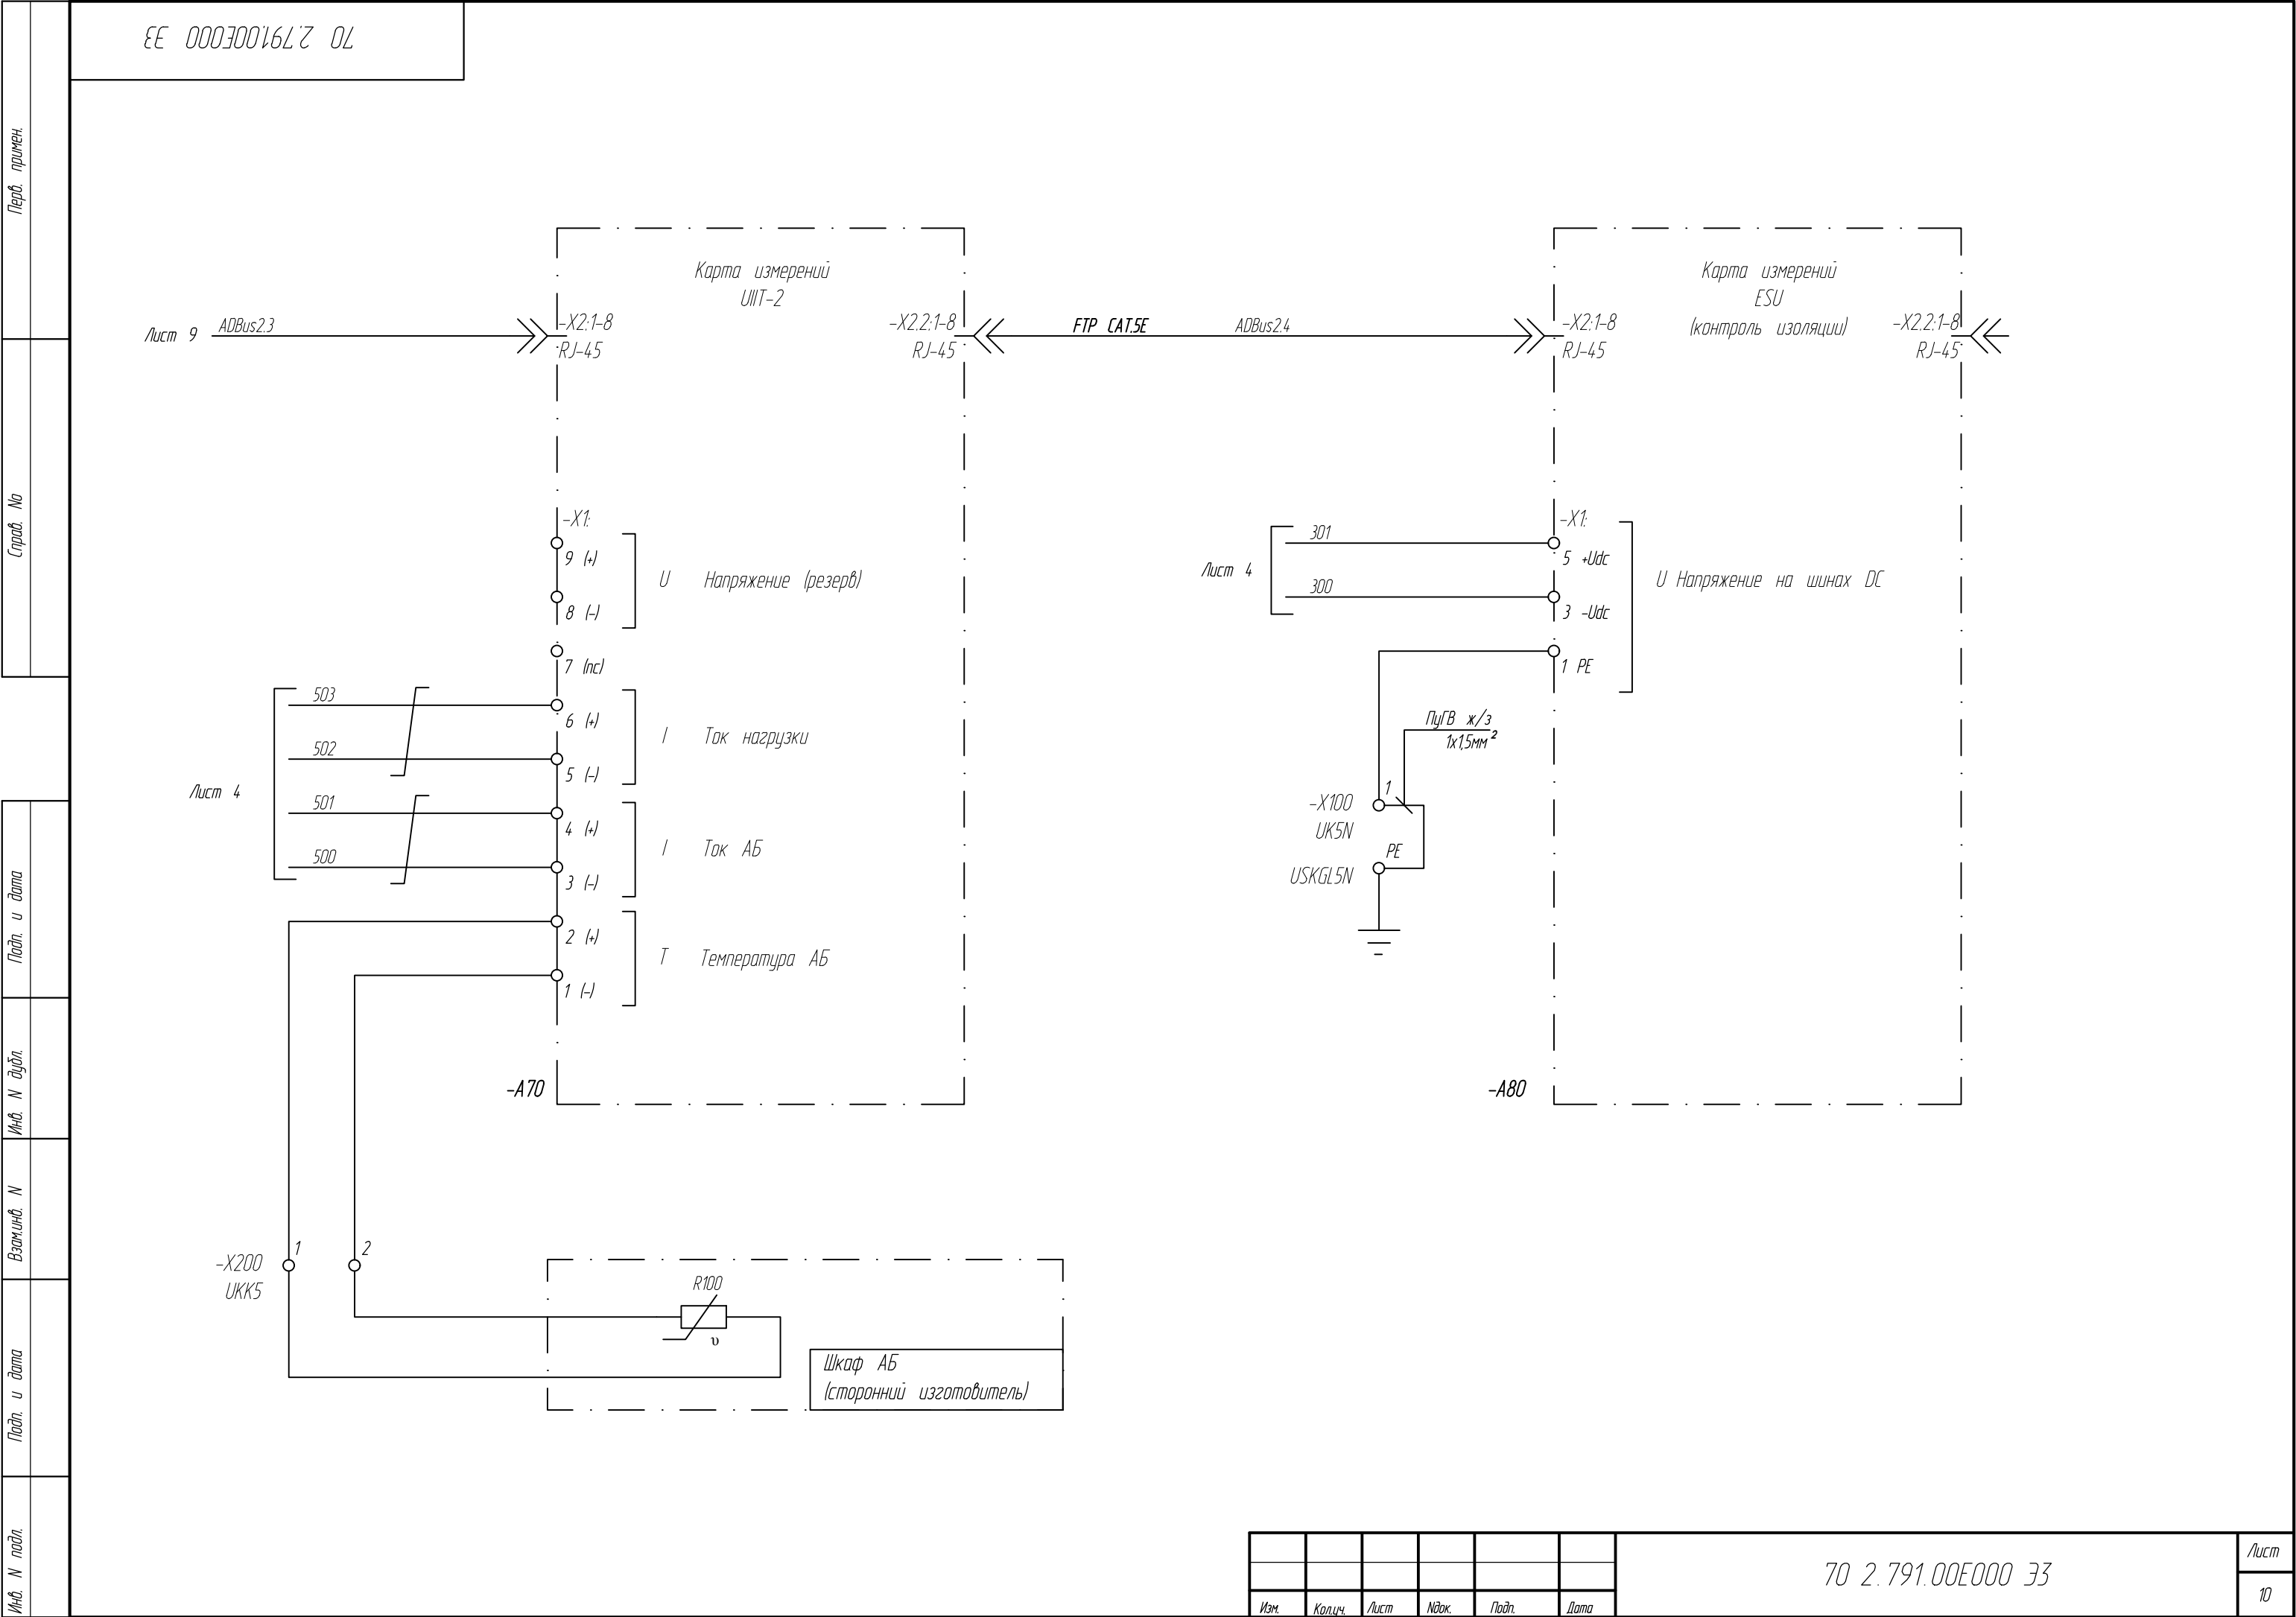 70 2.791.00E000 Э3
Перв. примен.
Справ. No
Подп. и дата
Инв. N дубл.
Взам.инв. N
Подп. и дата
Инв. N подл.
Лист 9
ADBus2.3
-X2:1-8
RJ-45
Карта измерений
UIIT-2
-X2.2:1-8
RJ-45
FTP CAT.5E
ADBus2.4
-X2:1-8
RJ-45
Карта измерений
ESU
(контроль изоляции)
-X2.2:1-8
RJ-45
-X1:
9 (+)
8 (-)
U Напряжение (резерв)
7 (nc)
Лист 4
503
502
501
500
6 (+)
5 (-)
I Ток нагрузки
4 (+)
3 (-)
I Ток АБ
2 (+)
1 (-)
T Температура АБ
-A70
Лист 4
301
300
-X1:
5 +Udc
3 -Udc
1 PE
U Напряжение на шинах DC
ПуГВ ж/з
1x1,5мм²
-X100
UK5N
1
PE
USKGL5N
-A80
-X200
UKK5
1
2
R100
υ
Шкаф АБ
(сторонний изготовитель)
Изм. Кол.уч. Лист Nдок. Подп. Дата
70 2.791.00E000 Э3
Лист
10